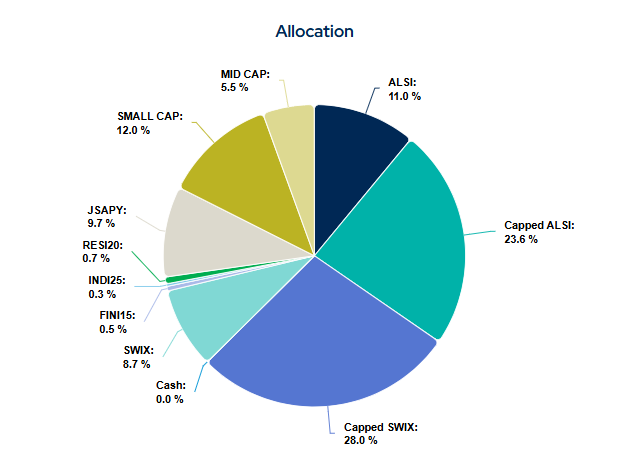 Allocation
MID CAP:
5.5 %
ALSI:
11.0 %
SMALL CAP:
12.0 %
JSAPY:
9.7 %
Capped ALSI:
23.6 %
RESI20:
0.7 %
INDI25:
0.3 %
FINI15:
0.5 %
SWIX:
8.7 %
Cash:
0.0 %
Capped SWIX:
28.0 %